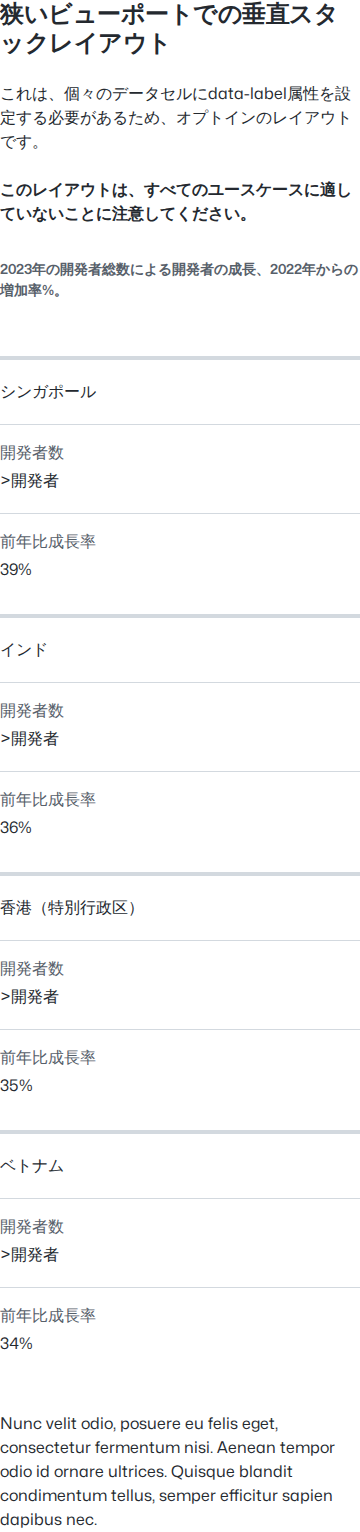 狭いビューポートでの垂直スタ
ックレイアウト
これは、個々のデータセルにdata-label属性を設
定する必要があるため、オプトインのレイアウト
です。
このレイアウトは、すべてのユースケースに適し
ていないことに注意してください。
2023年の開発者総数による開発者の成長、2022年からの
増加率%。
シンガポール
開発者数
>開発者
前年比成長率
39%
インド
開発者数
>開発者
前年比成長率
36%
香港（特別行政区）
開発者数
>開発者
前年比成長率
35%
ベトナム
開発者数
>開発者
前年比成長率
34%
Nunc velit odio, posuere eu felis eget,
consectetur fermentum nisi. Aenean tempor
odio id ornare ultrices. Quisque blandit
condimentum tellus, semper efficitur sapien
dapibus nec.